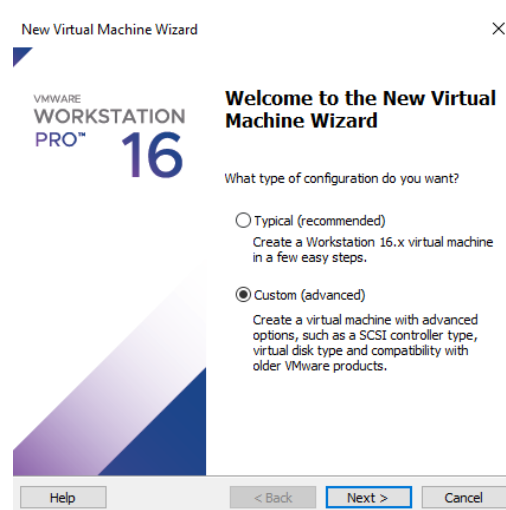 New Virtual Machine Wizard
VMWARE
WORKSTATION
PRO™ 16
Welcome to the New Virtual
Machine Wizard
What type of configuration do you want?
Typical (recommended)
Create a Workstation 16.x virtual machine
in a few easy steps.
Custom (advanced)
Create a virtual machine with advanced
options, such as a SCSI controller type,
virtual disk type and compatibility with
older VMware products.
Help
< Back
Next >
Cancel